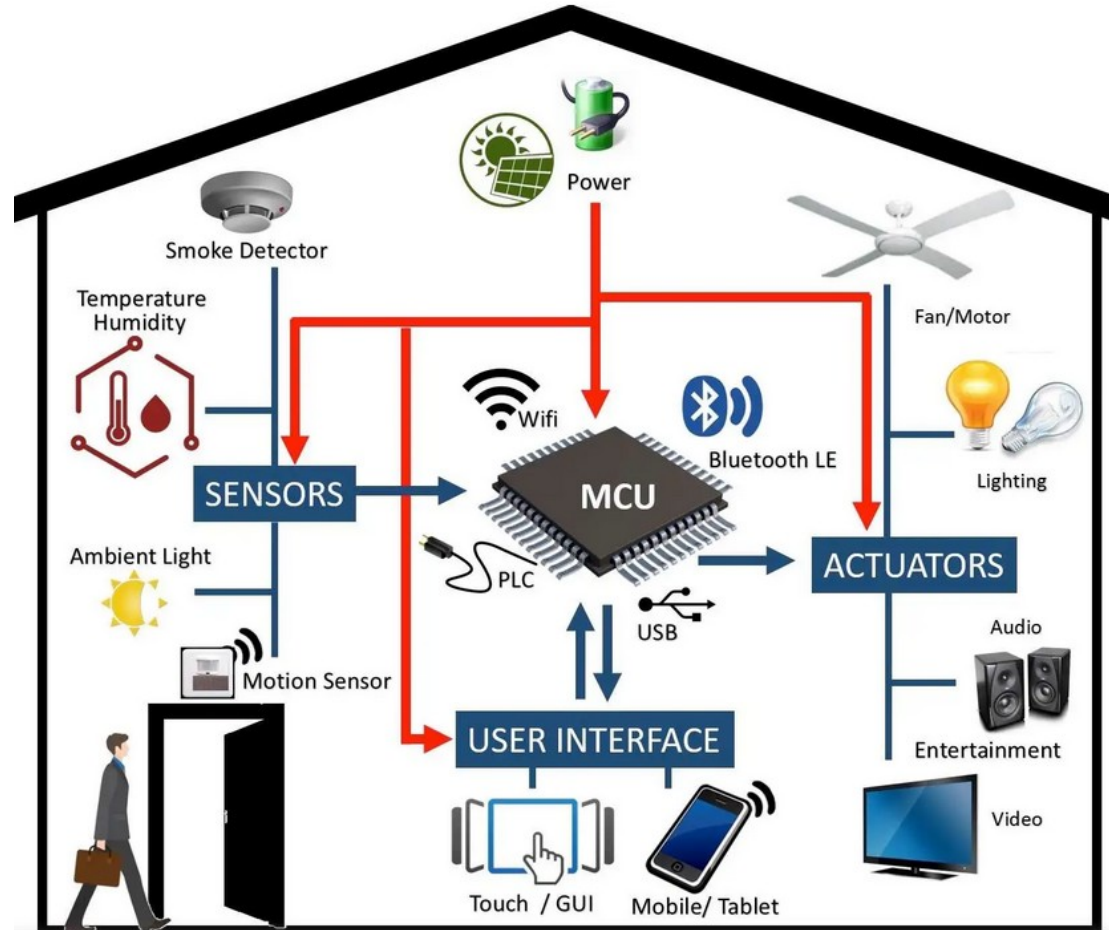 Power
Smoke Detector
Temperature
Humidity
Fan/Motor
Wifi
Bluetooth LE
Lighting
SENSORS
MCU
Ambient Light
PLC
USB
ACTUATORS
Motion Sensor
Audio
USER INTERFACE
Entertainment
Video
Touch / GUI
Mobile/ Tablet